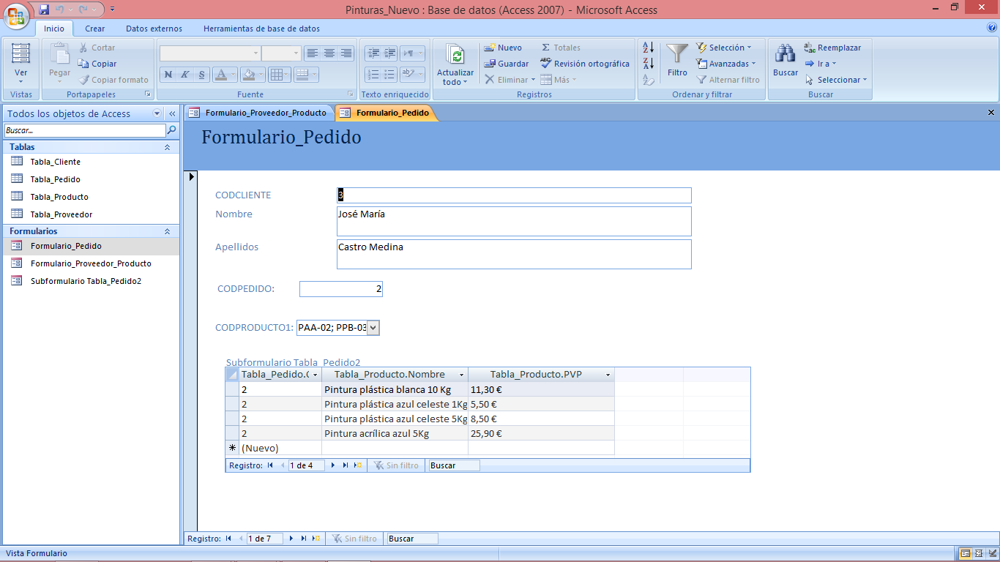 Pinturas_Nuevo : Base de datos (Access 2007) - Microsoft Access
Inicio Crear Datos externos Herramientas de base de datos
Ver
Vistas
Pegar
Cortar
Copiar
Copiar formato
Portapapeles
N K S A
Fuente
Texto enriquecido
Actualizar
todo
Nuevo
Guardar
Eliminar
Totales
Revisión ortográfica
Más
Registros
Filtro
Selección
Avanzadas
Alternar filtro
Ordenar y filtrar
Buscar
Reemplazar
Ir a
Seleccionar
Buscar
Todos los objetos de Access
Buscar...
Tablas
Tabla_Cliente
Tabla_Pedido
Tabla_Producto
Tabla_Proveedor
Formularios
Formulario_Pedido
Formulario_Proveedor_Producto
Subformulario Tabla_Pedido2
Formulario_Proveedor_Producto Formulario_Pedido
Formulario_Pedido
CODCLIENTE 3
Nombre José María
Apellidos Castro Medina
CODPEDIDO: 2
CODPRODUCTO1: PAA-02; PPB-03
Subformulario Tabla_Pedido2
Tabla_Pedido.C Tabla_Producto.Nombre Tabla_Producto.PVP
2 Pintura plástica blanca 10 Kg 11,30 €
2 Pintura plástica azul celeste 1Kg 5,50 €
2 Pintura plástica azul celeste 5Kg 8,50 €
2 Pintura acrílica azul 5Kg 25,90 €
(Nuevo)
Registro: 1 de 4 Sin filtro Buscar
Registro: 1 de 7 Sin filtro Buscar
Vista Formulario